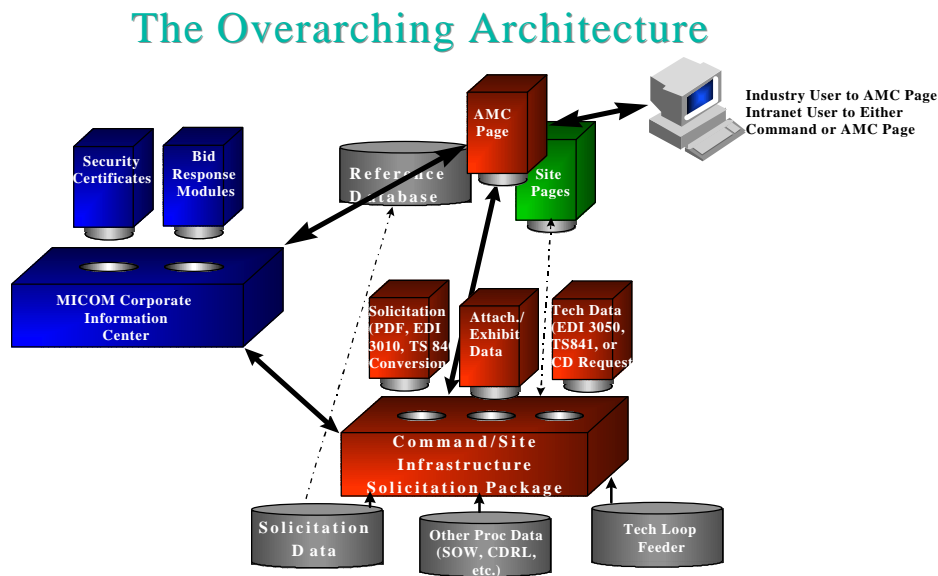 The Overarching Architecture
AMC
Page
Industry User to AMC Page
Intranet User to Either
Command or AMC Page
Security
Certificates
Bid
Response
Modules
Reference
Database
Site
Pages
MICOM Corporate
Information
Center
Solicitation
(PDF, EDI
3010, TS 840
Conversion
Attach./
Exhibit
Data
Tech Data
(EDI 3050,
TS841, or
CD Request
Command/Site
Infrastructure
Solicitation Package
Solicitation
Data
Other Proc Data
(SOW, CDRL,
etc.)
Tech Loop
Feeder